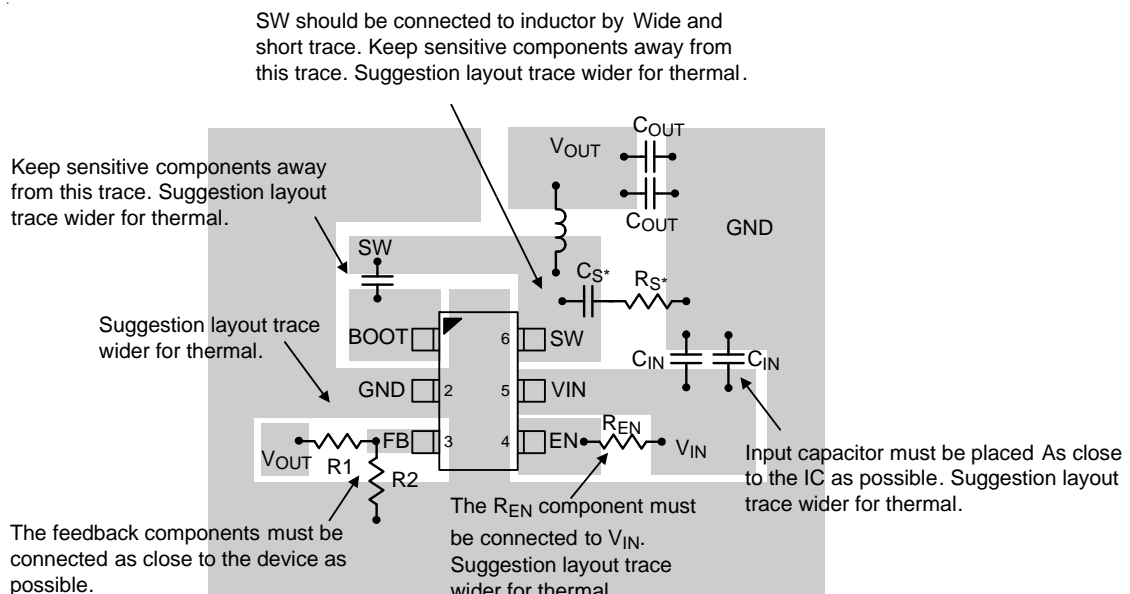 SW should be connected to inductor by Wide and
short trace. Keep sensitive components away from
this trace. Suggestion layout trace wider for thermal.
Keep sensitive components away
from this trace. Suggestion layout
trace wider for thermal.
COUT
VOUT
COUT
GND
SW
CS*
RS*
Suggestion layout trace
wider for thermal.
BOOT
6
SW
CIN
CIN
GND
2
5
VIN
REN
FB
3
4
EN
VIN
VOUT
R1
R2
Input capacitor must be placed As close
to the IC as possible. Suggestion layout
trace wider for thermal.
The feedback components must be
connected as close to the device as
possible.
The REN component must
be connected to VIN.
Suggestion layout trace
wider for thermal